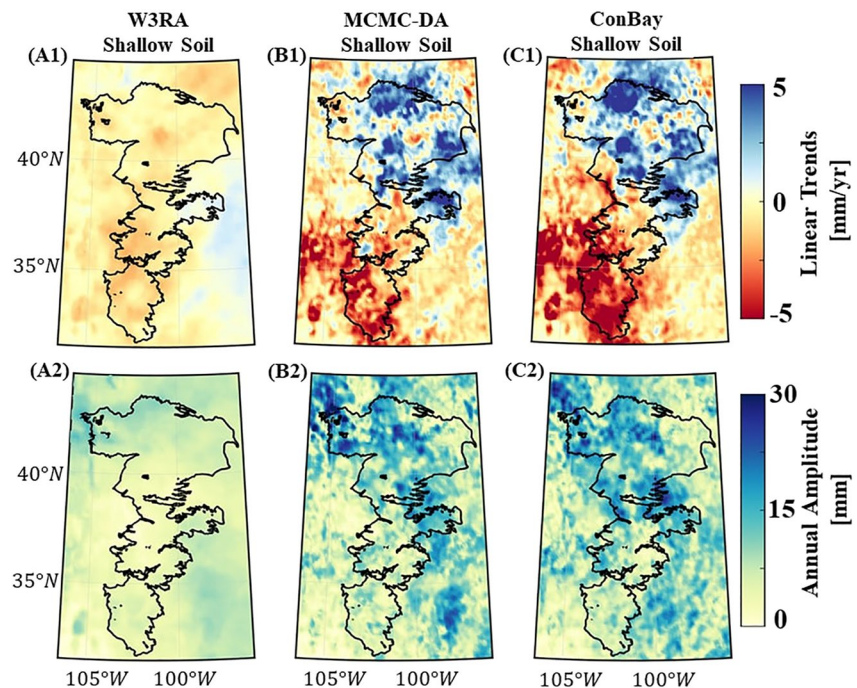 W3RA
Shallow Soil
MCMC-DA
Shallow Soil
ConBay
Shallow Soil
(A1)
(B1)
(C1)
40°N
35°N
5
0
-5
Linear Trends
[mm/yr]
(A2)
(B2)
(C2)
40°N
35°N
30
15
0
Annual Amplitude
[mm]
105°W 100°W
105°W 100°W
105°W 100°W